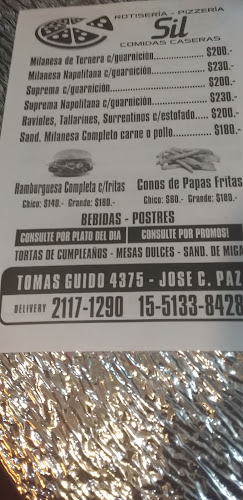 ROTISERÍA - PIZZERÍA
Sil
COMIDAS CASERAS
Milanesa de Ternera c/guarnición................$200.-
Milanesa Napolitana c/guarnición................$230.-
Suprema c/guarnición................$200.-
Suprema Napolitana c/guarnición................$230.-
Ravioles, Tallarines, Sorrentinos c/estofado.....$200.-
Sand. Milanesa Completo carne o pollo............$180.-
Hamburguesa Completa c/fritas
Chico: $140.- Grande: $180.-
Conos de Papas Fritas
Chico: $80.- Grande: $180.-
BEBIDAS - POSTRES
CONSULTE POR PLATO DEL DIA
CONSULTE POR PROMOS!
TORTAS DE CUMPLEAÑOS - MESAS DULCES - SAND. DE MIGA
TOMAS GUIDO 4375 - JOSE C. PAZ
DELIVERY 2117-1290 15-5133-8428